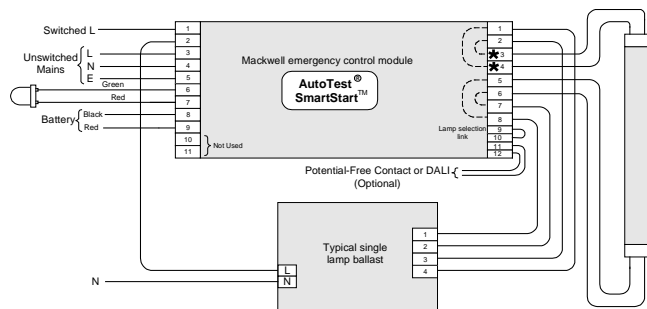 Switched L
Unswitched
Mains
L
N
E
Green
Red
Battery
Black
Red
1
2
3
4
5
6
7
8
9
10
11
Not Used
Mackwell emergency control module
AutoTest ®
SmartStart™
Lamp selection
link
1
2
✱3
✱4
5
6
7
8
9
10
11
12
Potential-Free Contact or DALI
(Optional)
Typical single
lamp ballast
1
2
3
4
L
N
N